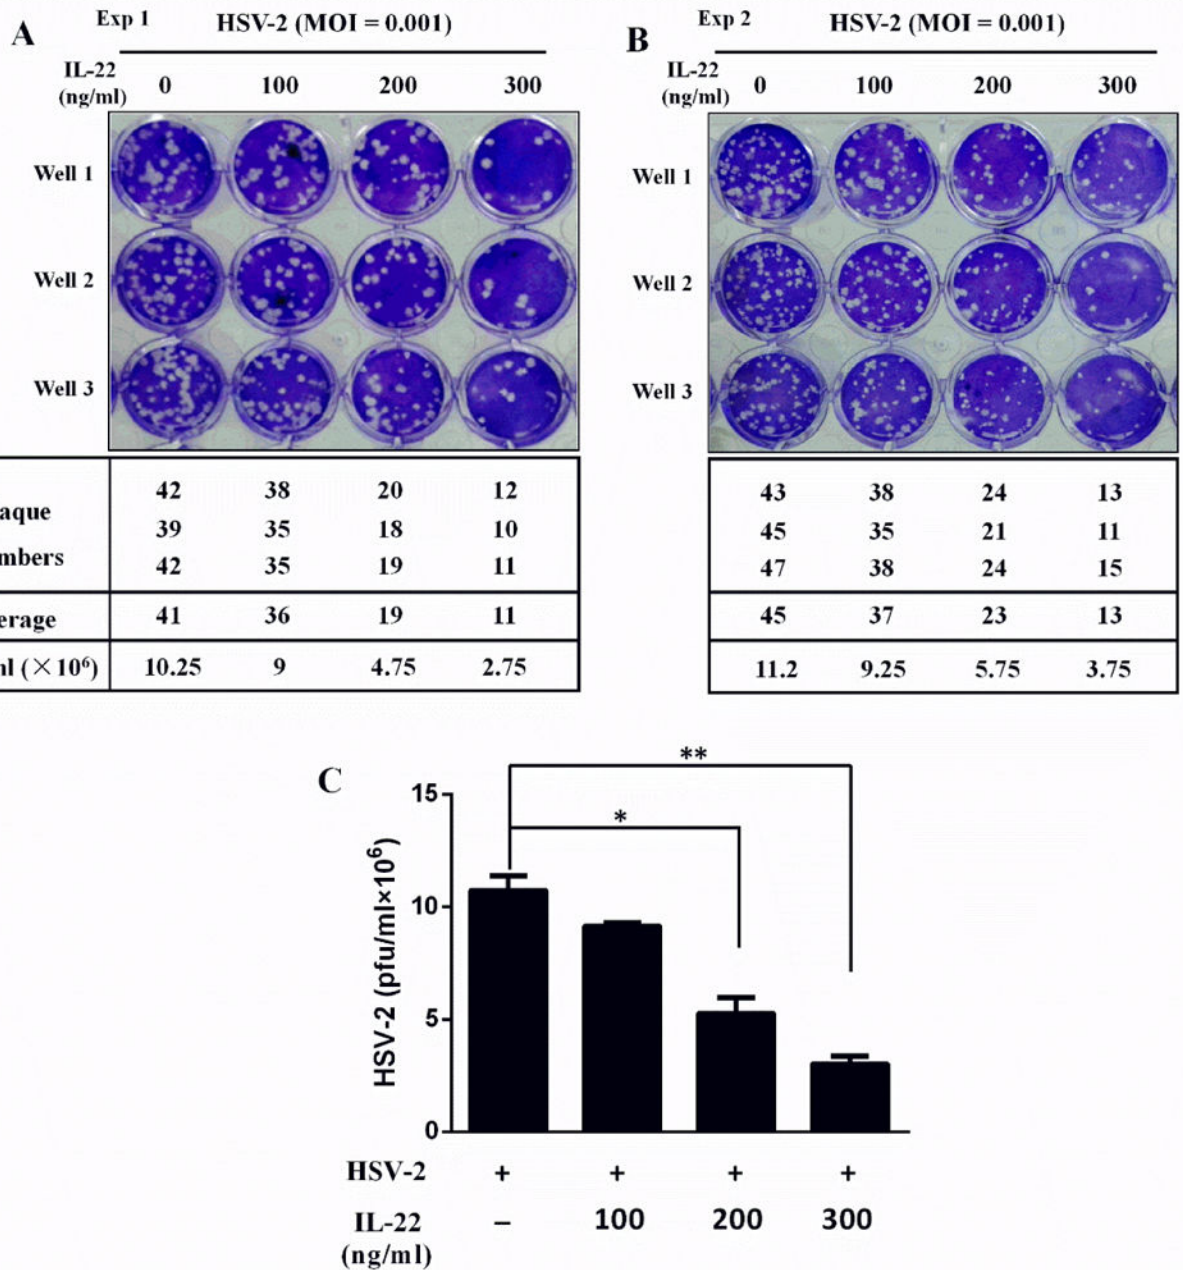 A Exp 1 HSV-2 (MOI = 0.001)
IL-22
(ng/ml) 0 100 200 300
Well 1
Well 2
Well 3
aque
mbers
42 38 20 12
39 35 18 10
42 35 19 11
erage 41 36 19 11
nl (×10⁶) 10.25 9 4.75 2.75
B Exp 2 HSV-2 (MOI = 0.001)
IL-22
(ng/ml) 0 100 200 300
Well 1
Well 2
Well 3
43 38 24 13
45 35 21 11
47 38 24 15
45 37 23 13
11.2 9.25 5.75 3.75
C
**
*
HSV-2 (pfu/ml×10⁶)
15
10
5
0
HSV-2 + + + +
IL-22 – 100 200 300
(ng/ml)